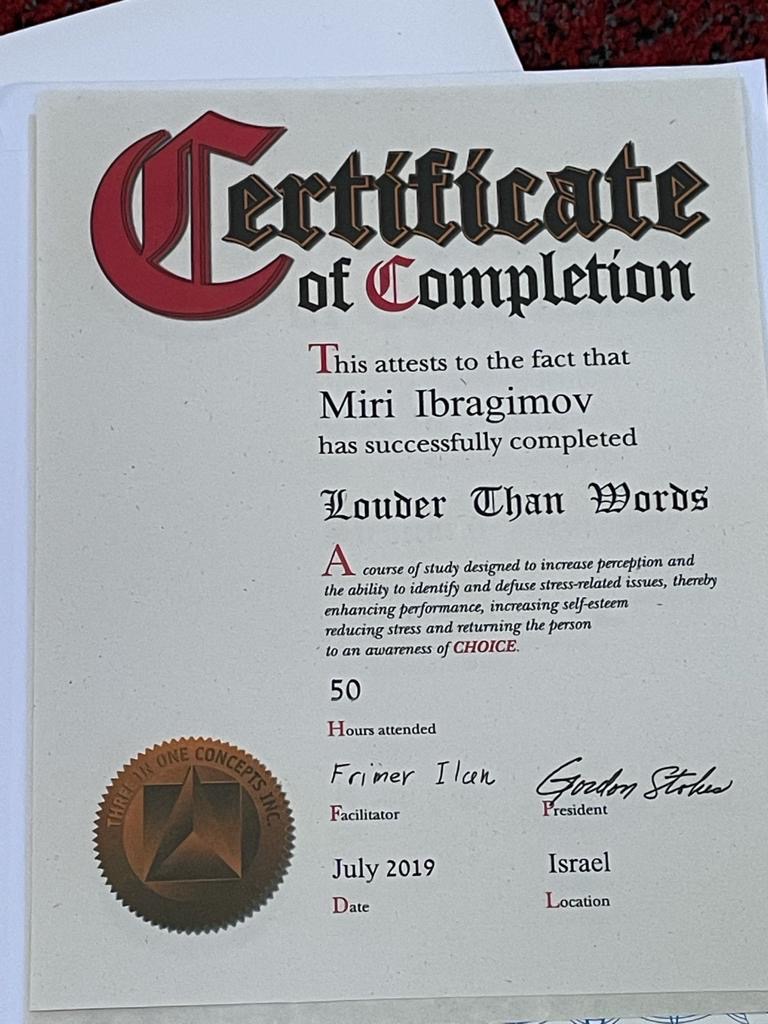 Certificate
of Completion
This attests to the fact that
Miri Ibragimov
has successfully completed
Louder Than Words
A course of study designed to increase perception and
the ability to identify and defuse stress-related issues, thereby
enhancing performance, increasing self-esteem
reducing stress and returning the person
to an awareness of CHOICE.
50
Hours attended
Frimer Ilan Gordon Stokes
Facilitator President
July 2019 Israel
Date Location
THREE IN ONE CONCEPTS INC.